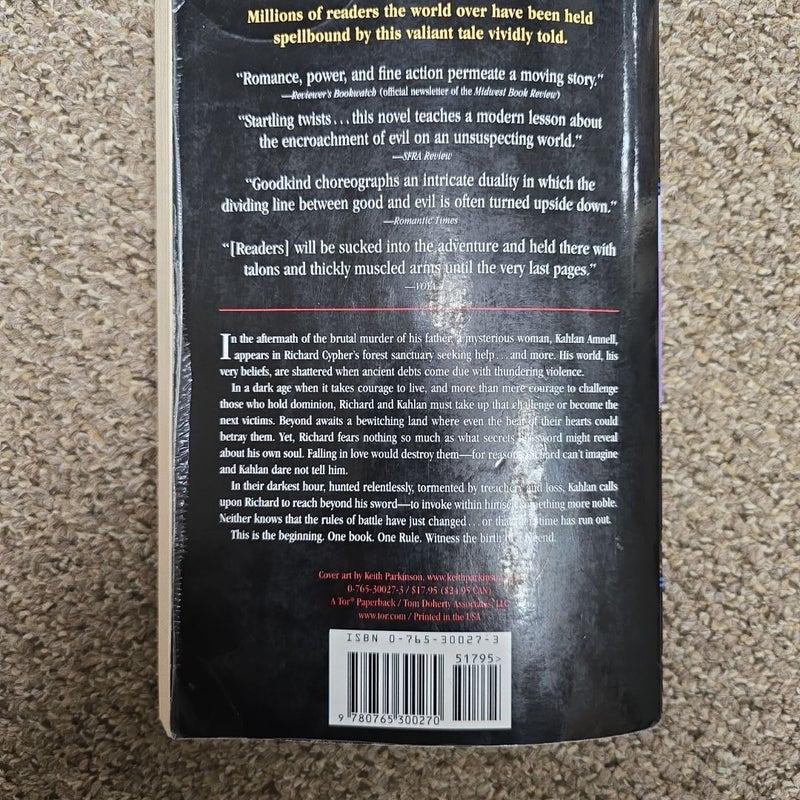 Millions of readers the world over have been held
spellbound by this valiant tale vividly told.
“Romance, power, and fine action permeate a moving story.”
—Reviewer's Bookwatch (official newsletter of the Midwest Book Review)
“Startling twists...this novel teaches a modern lesson about
the encroachment of evil on an unsuspecting world.”
—SFRA Review
“Goodkind choreographs an intricate duality in which the
dividing line between good and evil is often turned upside down.”
—Romantic Times
“[Readers] will be sucked into the adventure and held there with
talons and thickly muscled arms until the very last pages.”
—VOYA
In the aftermath of the brutal murder of his father, a mysterious woman, Kahlan Amnell,
appears in Richard Cypher's forest sanctuary seeking help...and more. His world, his
very beliefs, are shattered when ancient debts come due with thundering violence.
In a dark age when it takes courage to live, and more than mere courage to challenge
those who hold dominion, Richard and Kahlan must take up that challenge or become the
next victims. Beyond awaits a bewitching land where even the beat of their hearts could
betray them. Yet, Richard fears nothing so much as what secrets sword might reveal
about his own soul. Falling in love would destroy them—for reasons Richard can't imagine
and Kahlan dare not tell him.
In their darkest hour, hunted relentlessly, tormented by treachery and loss, Kahlan calls
upon Richard to reach beyond his sword—to invoke within himself something more noble.
Neither knows that the rules of battle have just changed...or that time has run out.
This is the beginning. One book. One Rule. Witness the birth
Cover art by Keith Parkinson,
0-765-30027-3 / $17.95 ($24.95 CAN)
A Tor® Paperback / Tom Doherty Associates, LLC
www.tor.com / Printed in the USA
ISBN 0-765-30027-3
51795>
9 780765 300270